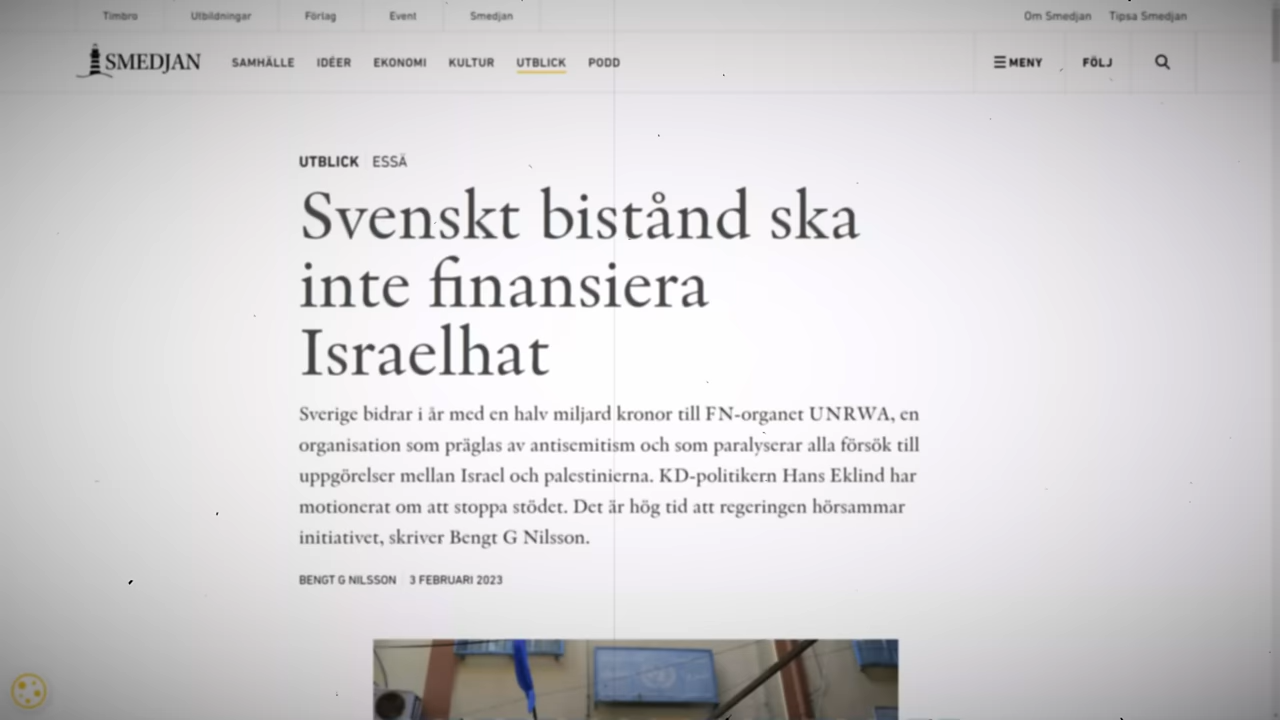 Timbro Utbildningar Förlag Event Smedjan Om Smedjan Tipsa Smedjan
SMEDJAN SAMHÄLLE IDÉER EKONOMI KULTUR UTBLICK PODD MENY FÖLJ
UTBLICK ESSÄ
Svenskt bistånd ska
inte finansiera
Israelhat
Sverige bidrar i år med en halv miljard kronor till FN-organet UNRWA, en
organisation som präglas av antisemitism och som paralyserar alla försök till
uppgörelser mellan Israel och palestinierna. KD-politikern Hans Eklind har
motionerat om att stoppa stödet. Det är hög tid att regeringen hörsammar
initiativet, skriver Bengt G Nilsson.
BENGT G NILSSON 3 FEBRUARI 2023